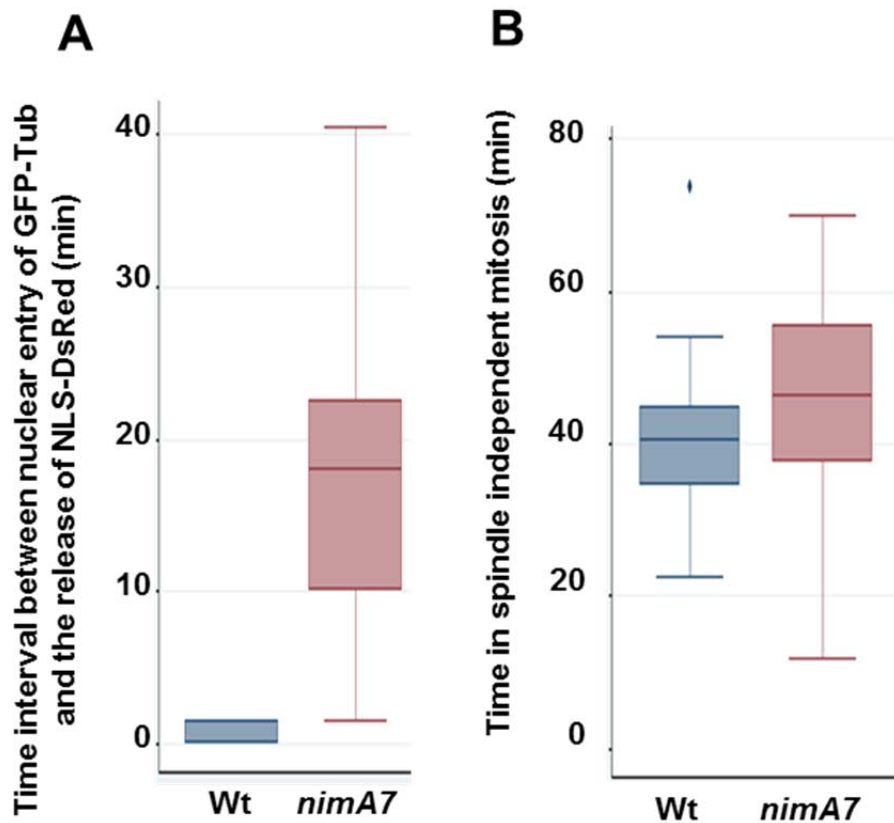 A
Time interval between nuclear entry of GFP-Tub
and the release of NLS-DsRed (min)
40
30
20
10
0
Wt nimA7
B
Time in spindle independent mitosis (min)
80
60
40
20
0
Wt nimA7